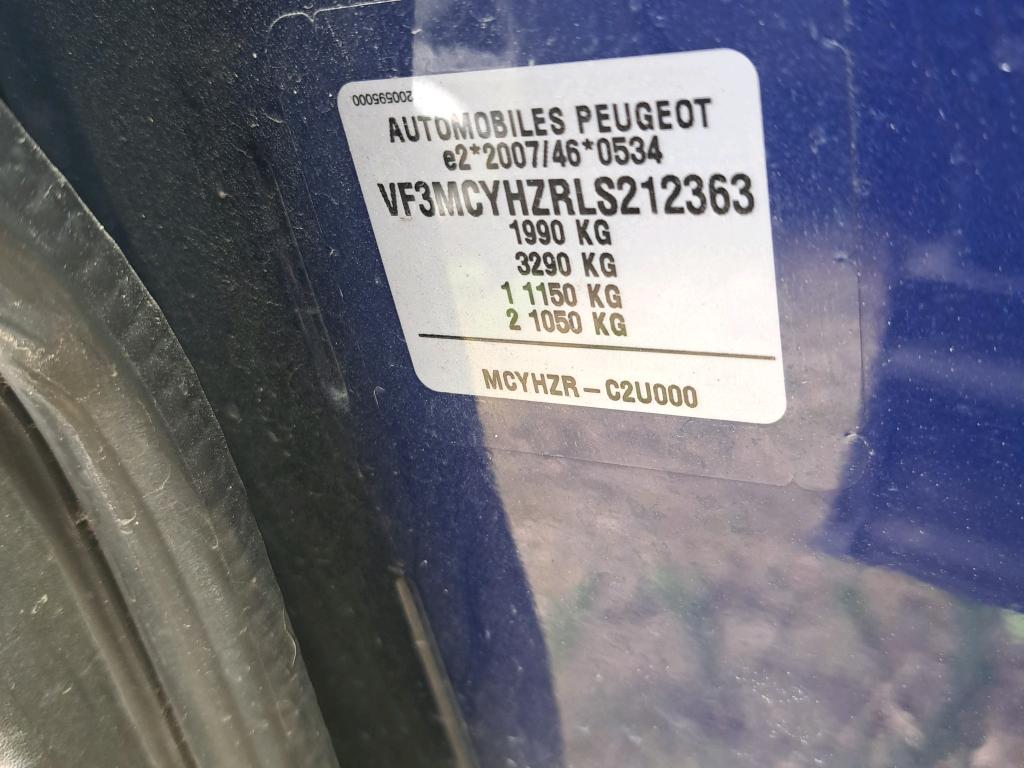 200595000
AUTOMOBILES PEUGEOT
e2*2007/46*0534
VF3MCYHZRLS212363
1990 KG
3290 KG
1 1150 KG
2 1050 KG
MCYHZR - C2U000